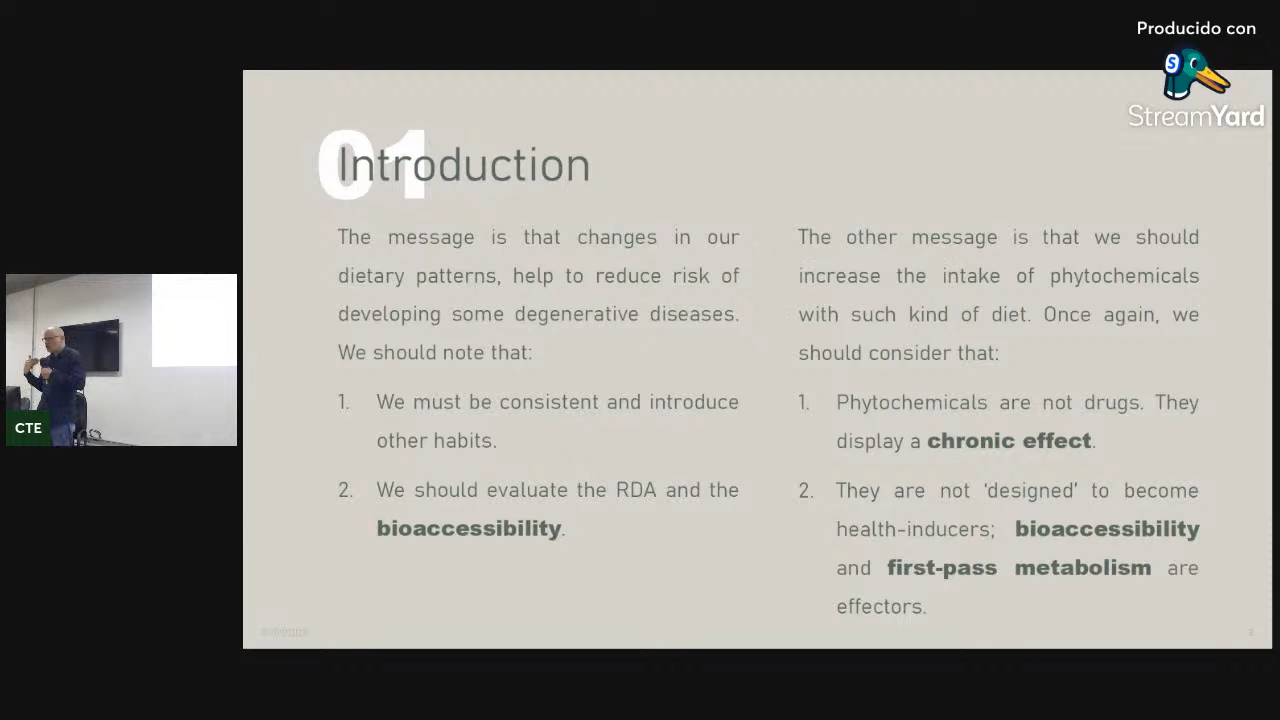 Producido con
StreamYard
01
Introduction
The message is that changes in our
dietary patterns, help to reduce risk of
developing some degenerative diseases.
We should note that:
1. We must be consistent and introduce
other habits.
2. We should evaluate the RDA and the
bioaccessibility.
The other message is that we should
increase the intake of phytochemicals
with such kind of diet. Once again, we
should consider that:
1. Phytochemicals are not drugs. They
display a chronic effect.
2. They are not ‘designed’ to become
health-inducers; bioaccessibility
and first-pass metabolism are
effectors.
CTE